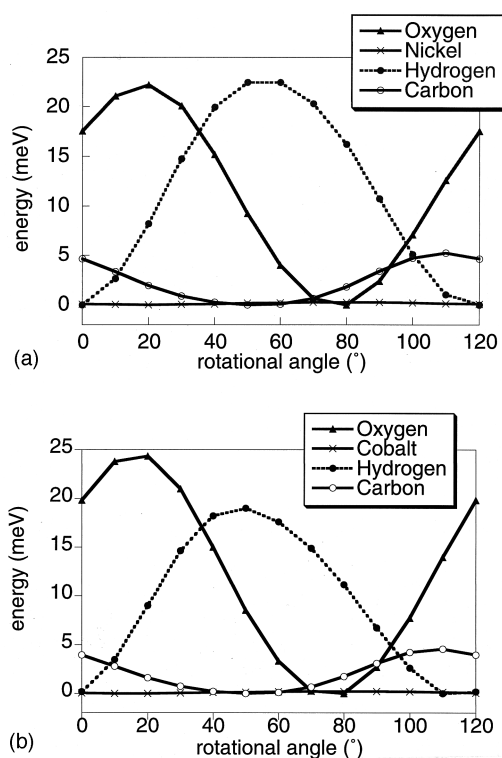 Oxygen
Nickel
Hydrogen
Carbon
25
20
15
10
5
0
energy (meV)
0 20 40 60 80 100 120
rotational angle (°)
(a)
Oxygen
Cobalt
Hydrogen
Carbon
25
20
15
10
5
0
energy (meV)
0 20 40 60 80 100 120
rotational angle (°)
(b)